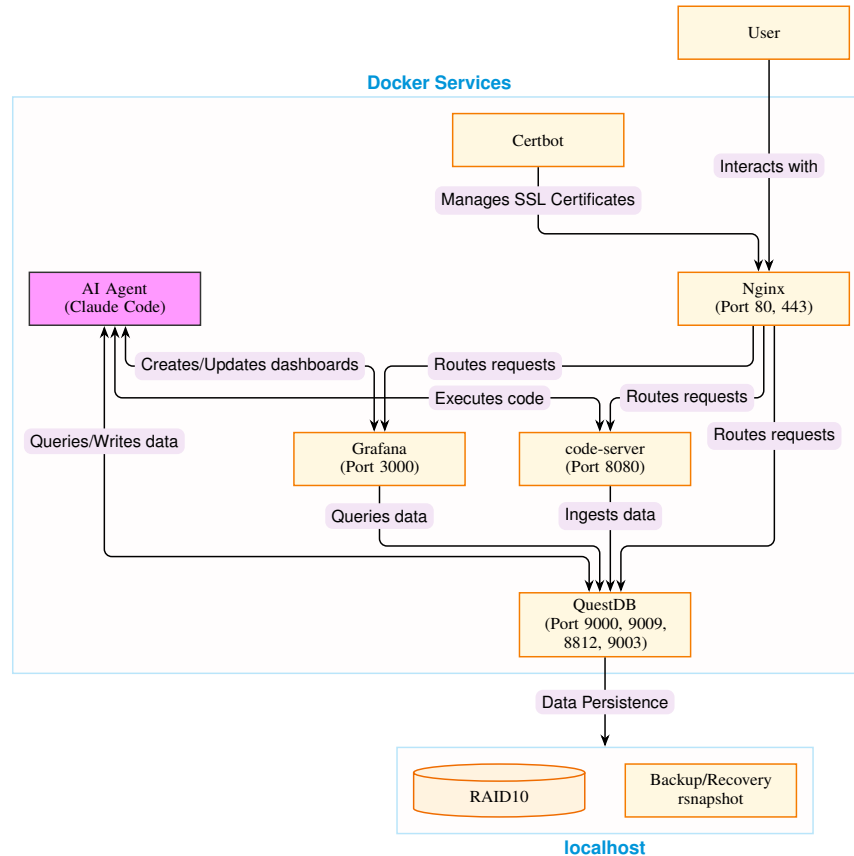 User
Docker Services
Certbot
Interacts with
Manages SSL Certificates
AI Agent
(Claude Code)
Nginx
(Port 80, 443)
Creates/Updates dashboards
Routes requests
Executes code
Routes requests
Queries/Writes data
Routes requests
Grafana
(Port 3000)
code-server
(Port 8080)
Queries data
Ingests data
QuestDB
(Port 9000, 9009,
8812, 9003)
Data Persistence
RAID10
Backup/Recovery
rsnapshot
localhost